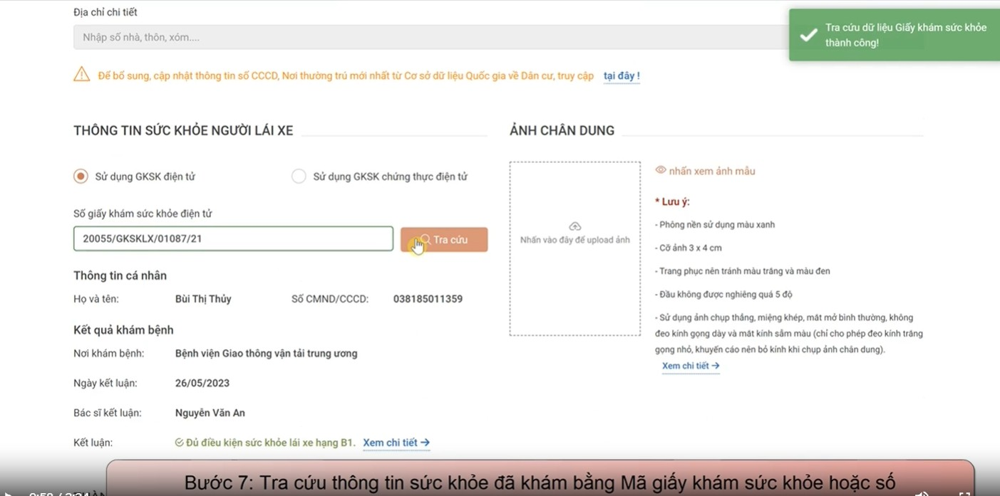 Địa chỉ chi tiết
Nhập số nhà, thôn, xóm....
Tra cứu dữ liệu Giấy khám sức khỏe
thành công!
Để bổ sung, cập nhật thông tin số CCCD, Nơi thường trú mới nhất từ Cơ sở dữ liệu Quốc gia về Dân cư, truy cập tại đây !
THÔNG TIN SỨC KHỎE NGƯỜI LÁI XE
Sử dụng GKSK điện tử
Sử dụng GKSK chứng thực điện tử
Số giấy khám sức khỏe điện tử
20055/GKSKLX/01087/21
Tra cứu
Thông tin cá nhân
Họ và tên: Bùi Thị Thủy Số CMND/CCCD: 038185011359
Kết quả khám bệnh
Nơi khám bệnh: Bệnh viện Giao thông vận tải trung ương
Ngày kết luận: 26/05/2023
Bác sĩ kết luận: Nguyễn Văn An
Kết luận: Đủ điều kiện sức khỏe lái xe hạng B1. Xem chi tiết
ẢNH CHÂN DUNG
Nhấn vào đây để upload ảnh
nhấn xem ảnh mẫu
* Lưu ý:
- Phông nền sử dụng màu xanh
- Cỡ ảnh 3 x 4 cm
- Trang phục nên tránh màu trắng và màu đen
- Đầu không được nghiêng quá 5 độ
- Sử dụng ảnh chụp thẳng, miệng khép, mắt mở bình thường, không
đeo kính gọng dày và mắt kính sẫm màu (chỉ cho phép đeo kính trắng
gọng nhỏ, khuyến cáo nên bỏ kính khi chụp ảnh chân dung).
Xem chi tiết
Bước 7: Tra cứu thông tin sức khỏe đã khám bằng Mã giấy khám sức khỏe hoặc số